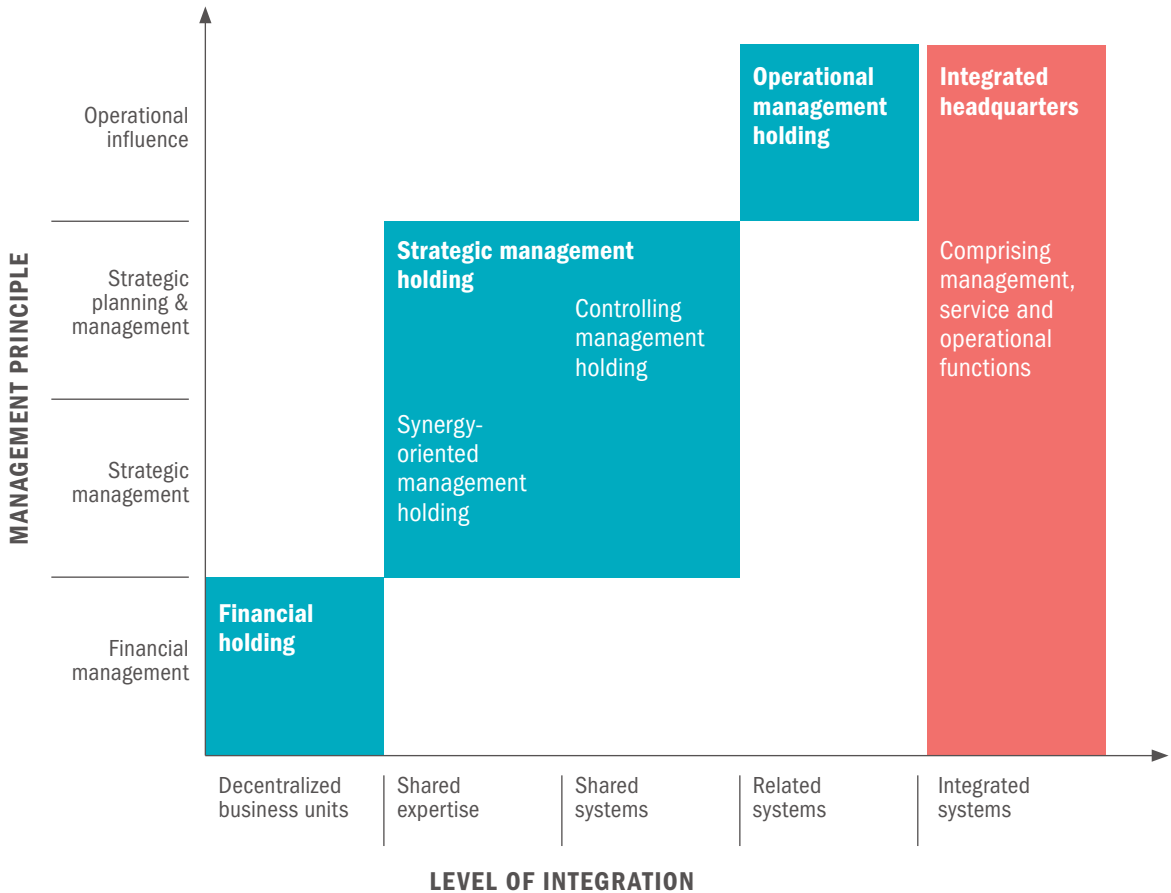 MANAGEMENT PRINCIPLE
Operational
influence
Strategic
planning &
management
Strategic
management
Financial
management
Operational
management
holding
Integrated
headquarters
Strategic management
holding
Controlling
management
holding
Comprising
management,
service and
operational
functions
Synergy-
oriented
management
holding
Financial
holding
Decentralized
business units
Shared
expertise
Shared
systems
Related
systems
Integrated
systems
LEVEL OF INTEGRATION